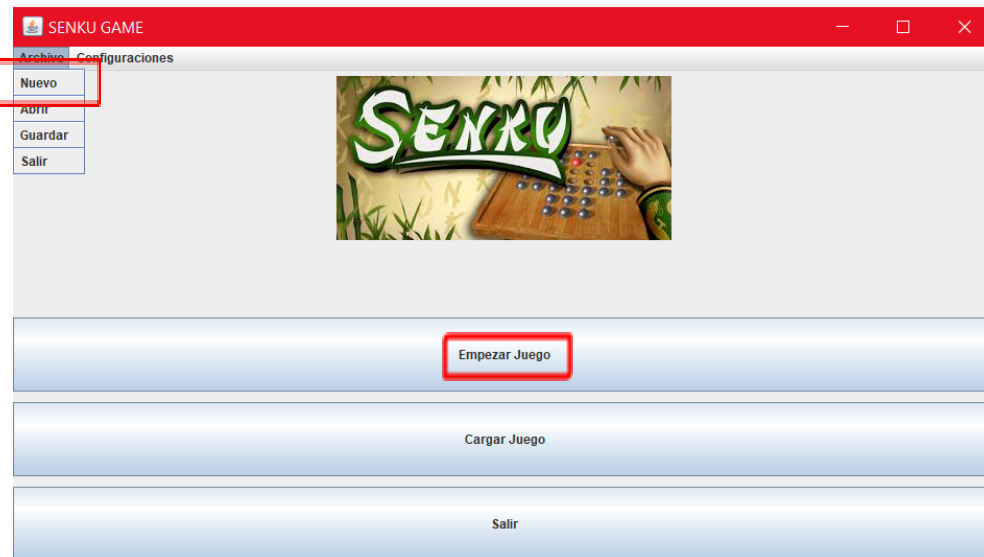 SENKU GAME
Archivo Configuraciones
Nuevo
Abrir
Guardar
Salir
SENKU
Empezar Juego
Cargar Juego
Salir